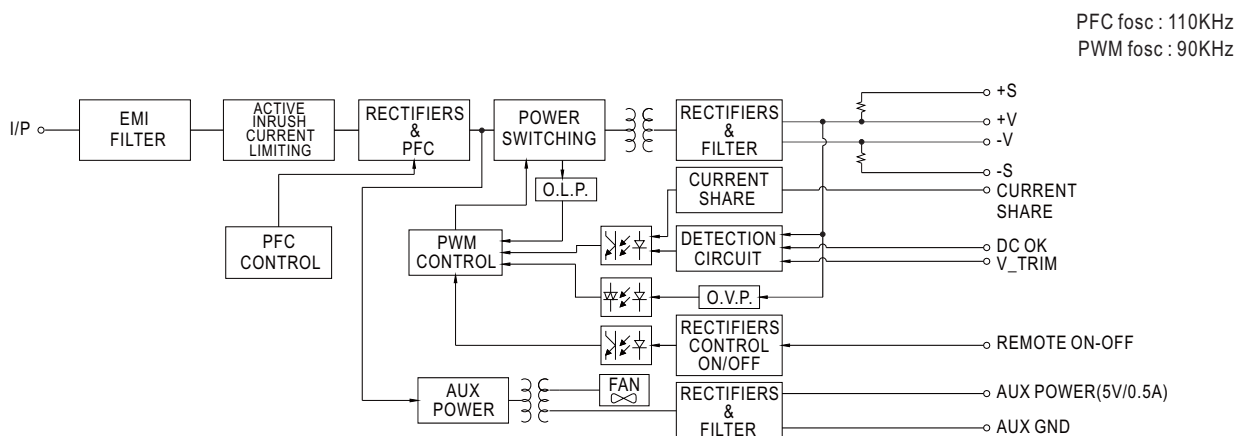 PFC fosc : 110KHz
PWM fosc : 90KHz
I/P
EMI
FILTER
ACTIVE
INRUSH
CURRENT
LIMITING
RECTIFIERS
&
PFC
POWER
SWITCHING
RECTIFIERS
&
FILTER
+S
+V
-V
-S
O.L.P.
CURRENT
SHARE
CURRENT
SHARE
PFC
CONTROL
PWM
CONTROL
DETECTION
CIRCUIT
DC OK
V_TRIM
O.V.P.
RECTIFIERS
CONTROL
ON/OFF
REMOTE ON-OFF
AUX
POWER
FAN
RECTIFIERS
&
FILTER
AUX POWER(5V/0.5A)
AUX GND